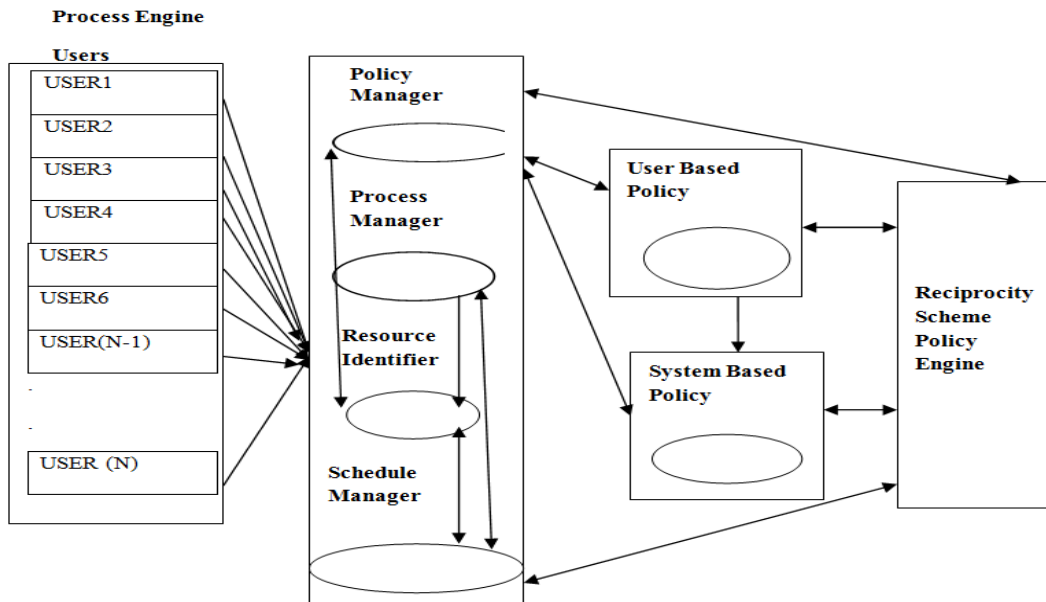 Process Engine
Users
USER1
USER2
USER3
USER4
USER5
USER6
USER(N-1)
.
.
USER (N)
Policy
Manager
Process
Manager
Resource
Identifier
Schedule
Manager
User Based
Policy
System Based
Policy
Reciprocity
Scheme
Policy
Engine